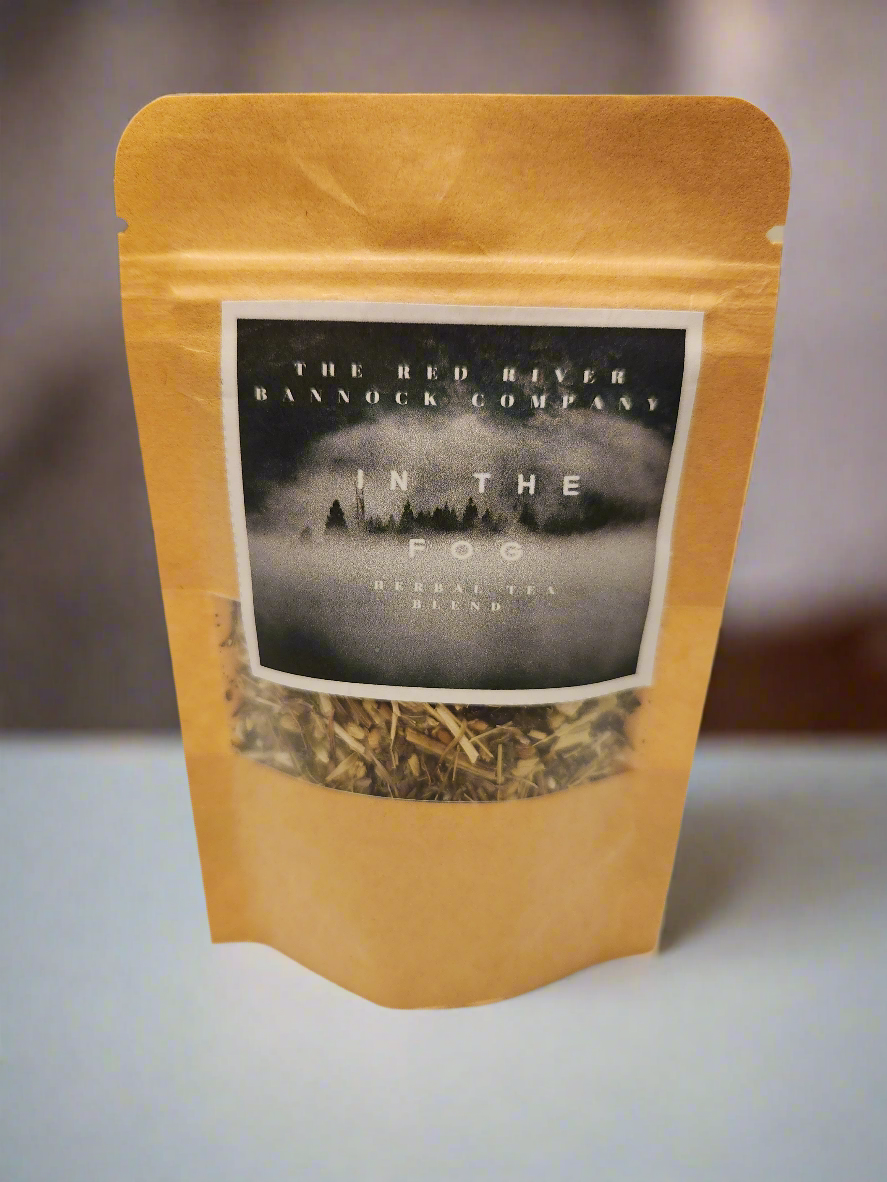 THE RED RIVER
BANNOCK COMPANY
IN THE
FOG
HERBAL TEA
BLEND